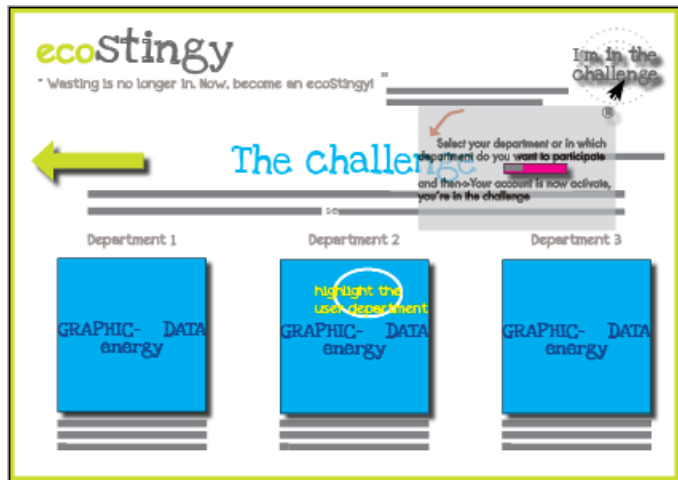 ecoStingy
" Wasting is no longer in. Now, become an ecoStingy! "
I'm in the
challenge
Select your department or in which
department do you want to participate
and then->Your account is now activate,
you're in the challenge
The challenge
Department 1
Department 2
Department 3
highlight the
user department
GRAPHIC- DATA
energy
GRAPHIC- DATA
energy
GRAPHIC- DATA
energy